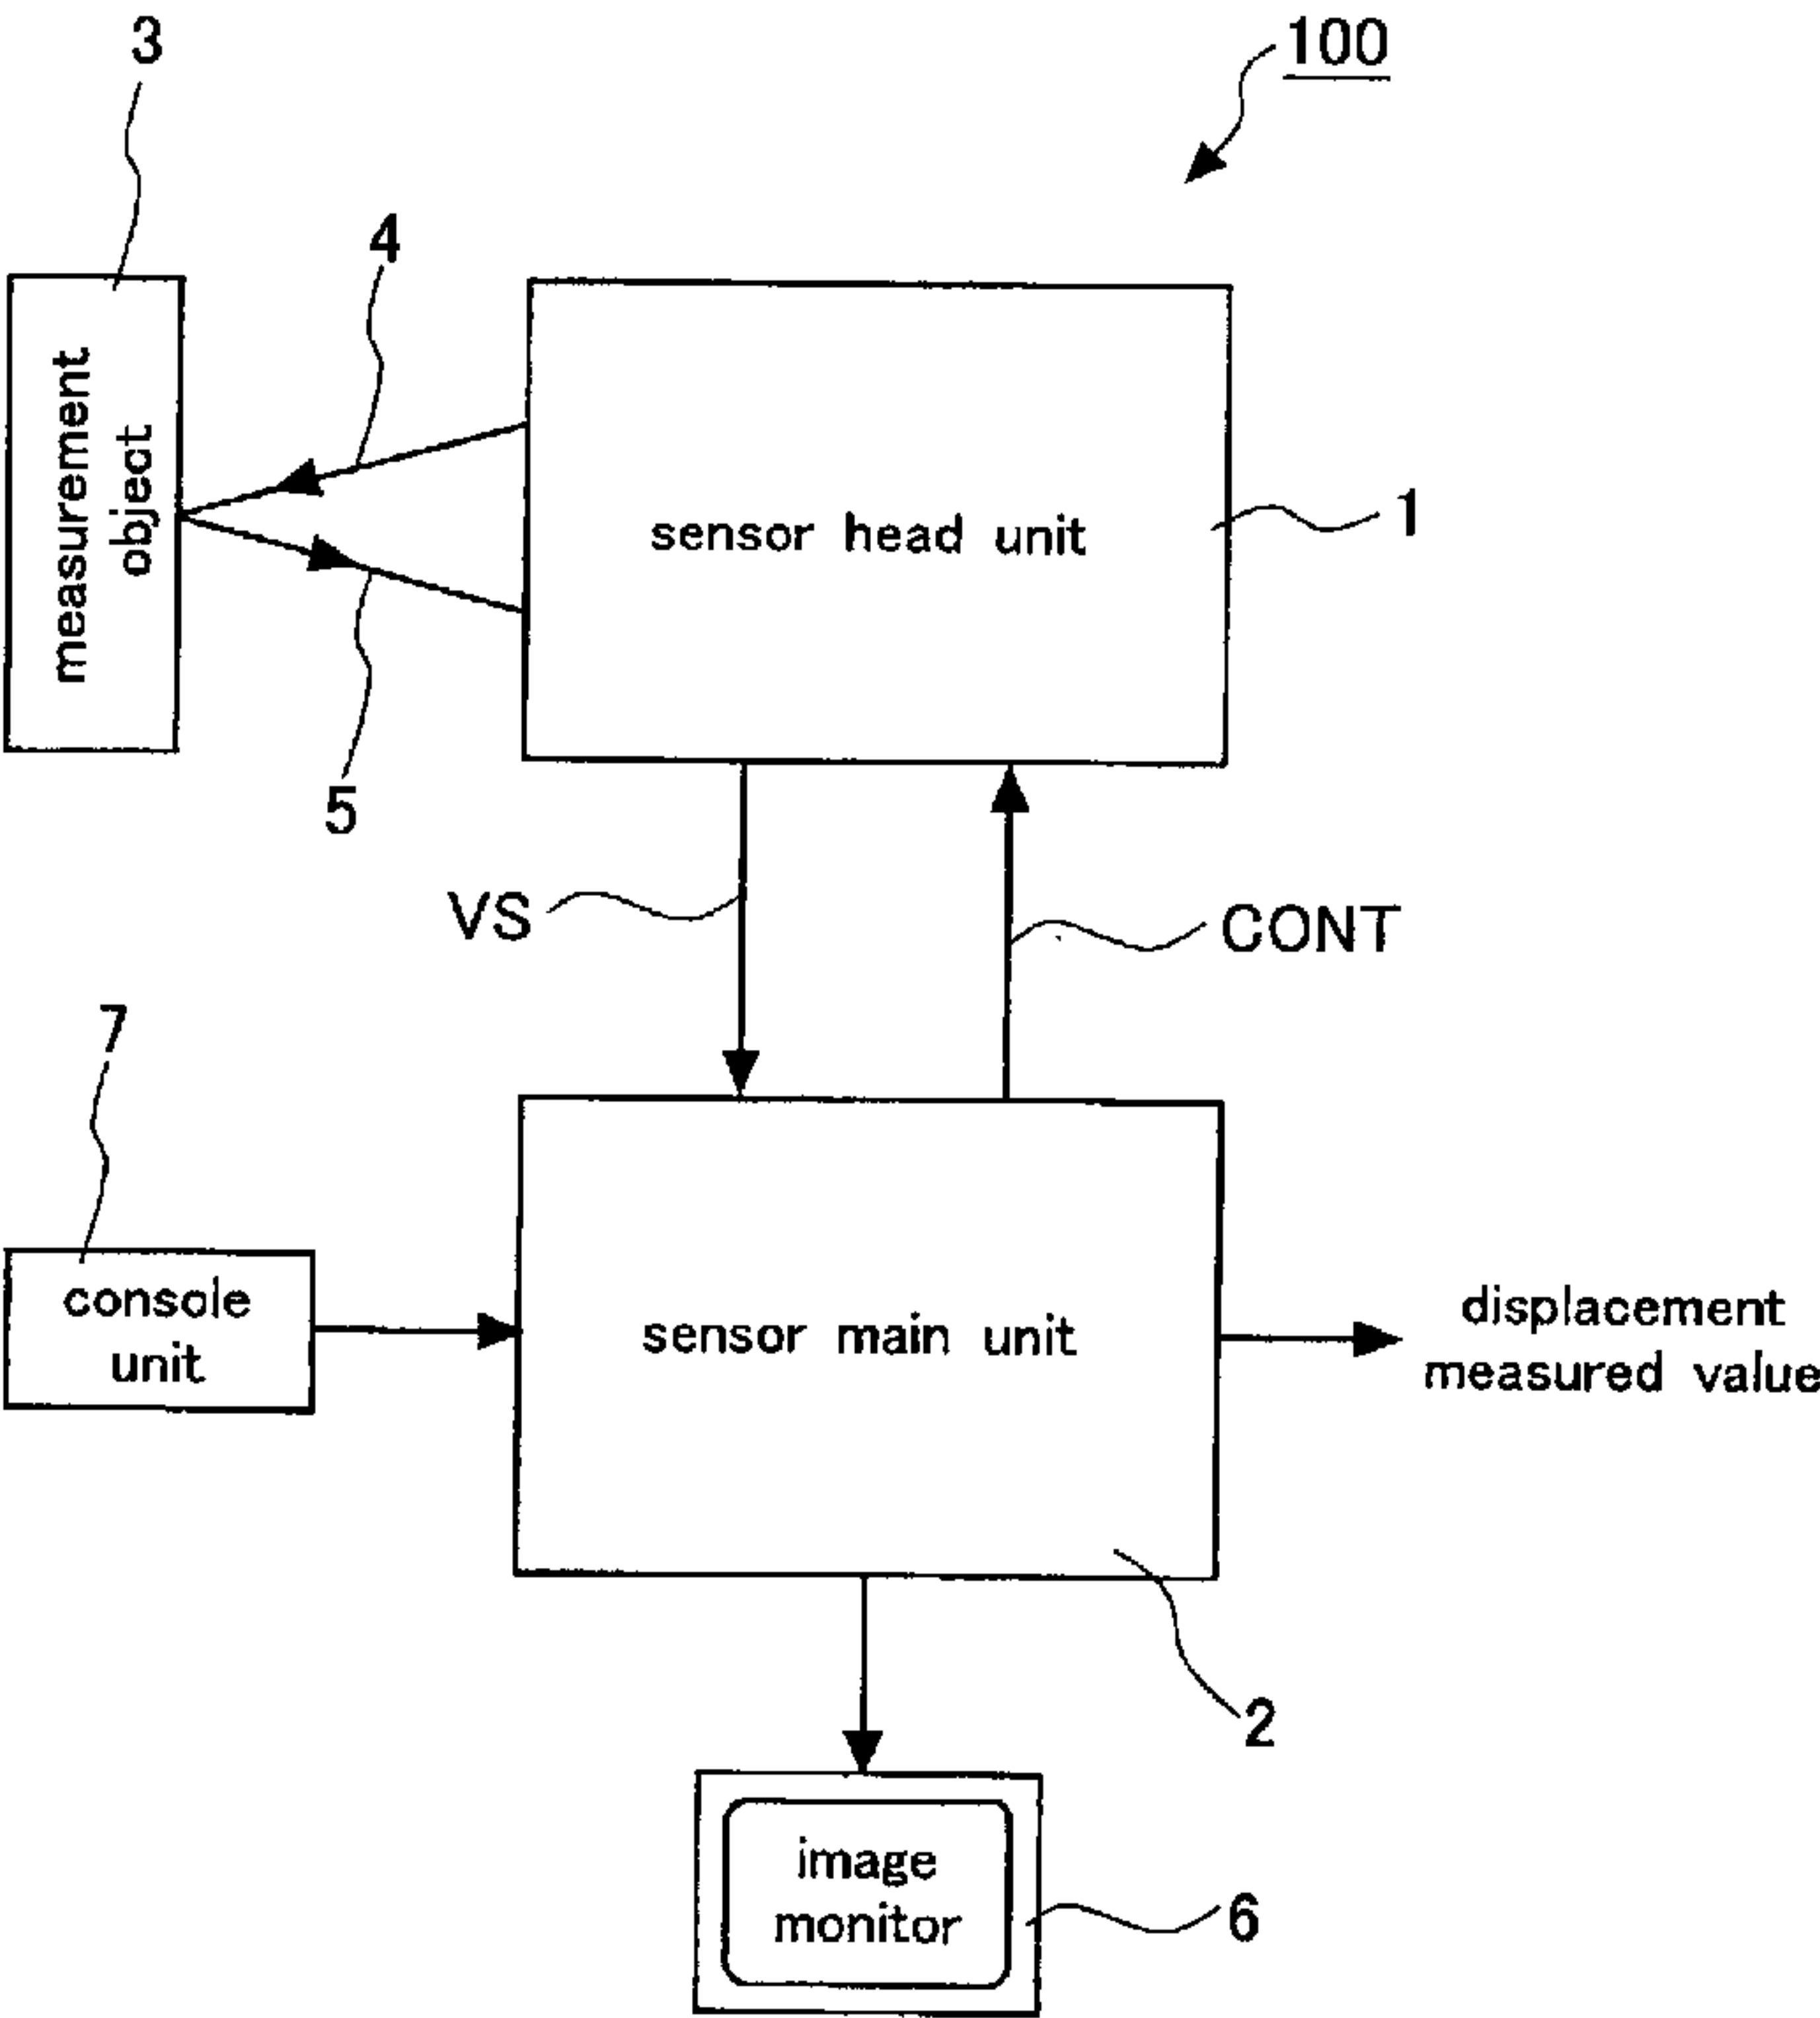 3
100
4
measurement
object
sensor head unit
1
5
VS
CONT
7
console
unit
sensor main unit
displacement
measured value
2
image
monitor
6